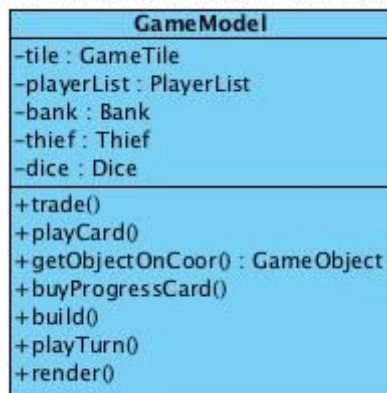 GameModel
-tile : GameTile
-playerList : PlayerList
-bank : Bank
-thief : Thief
-dice : Dice
+trade()
+playCard()
+getObjectOnCoor() : GameObject
+buyProgressCard()
+build()
+playTurn()
+render()